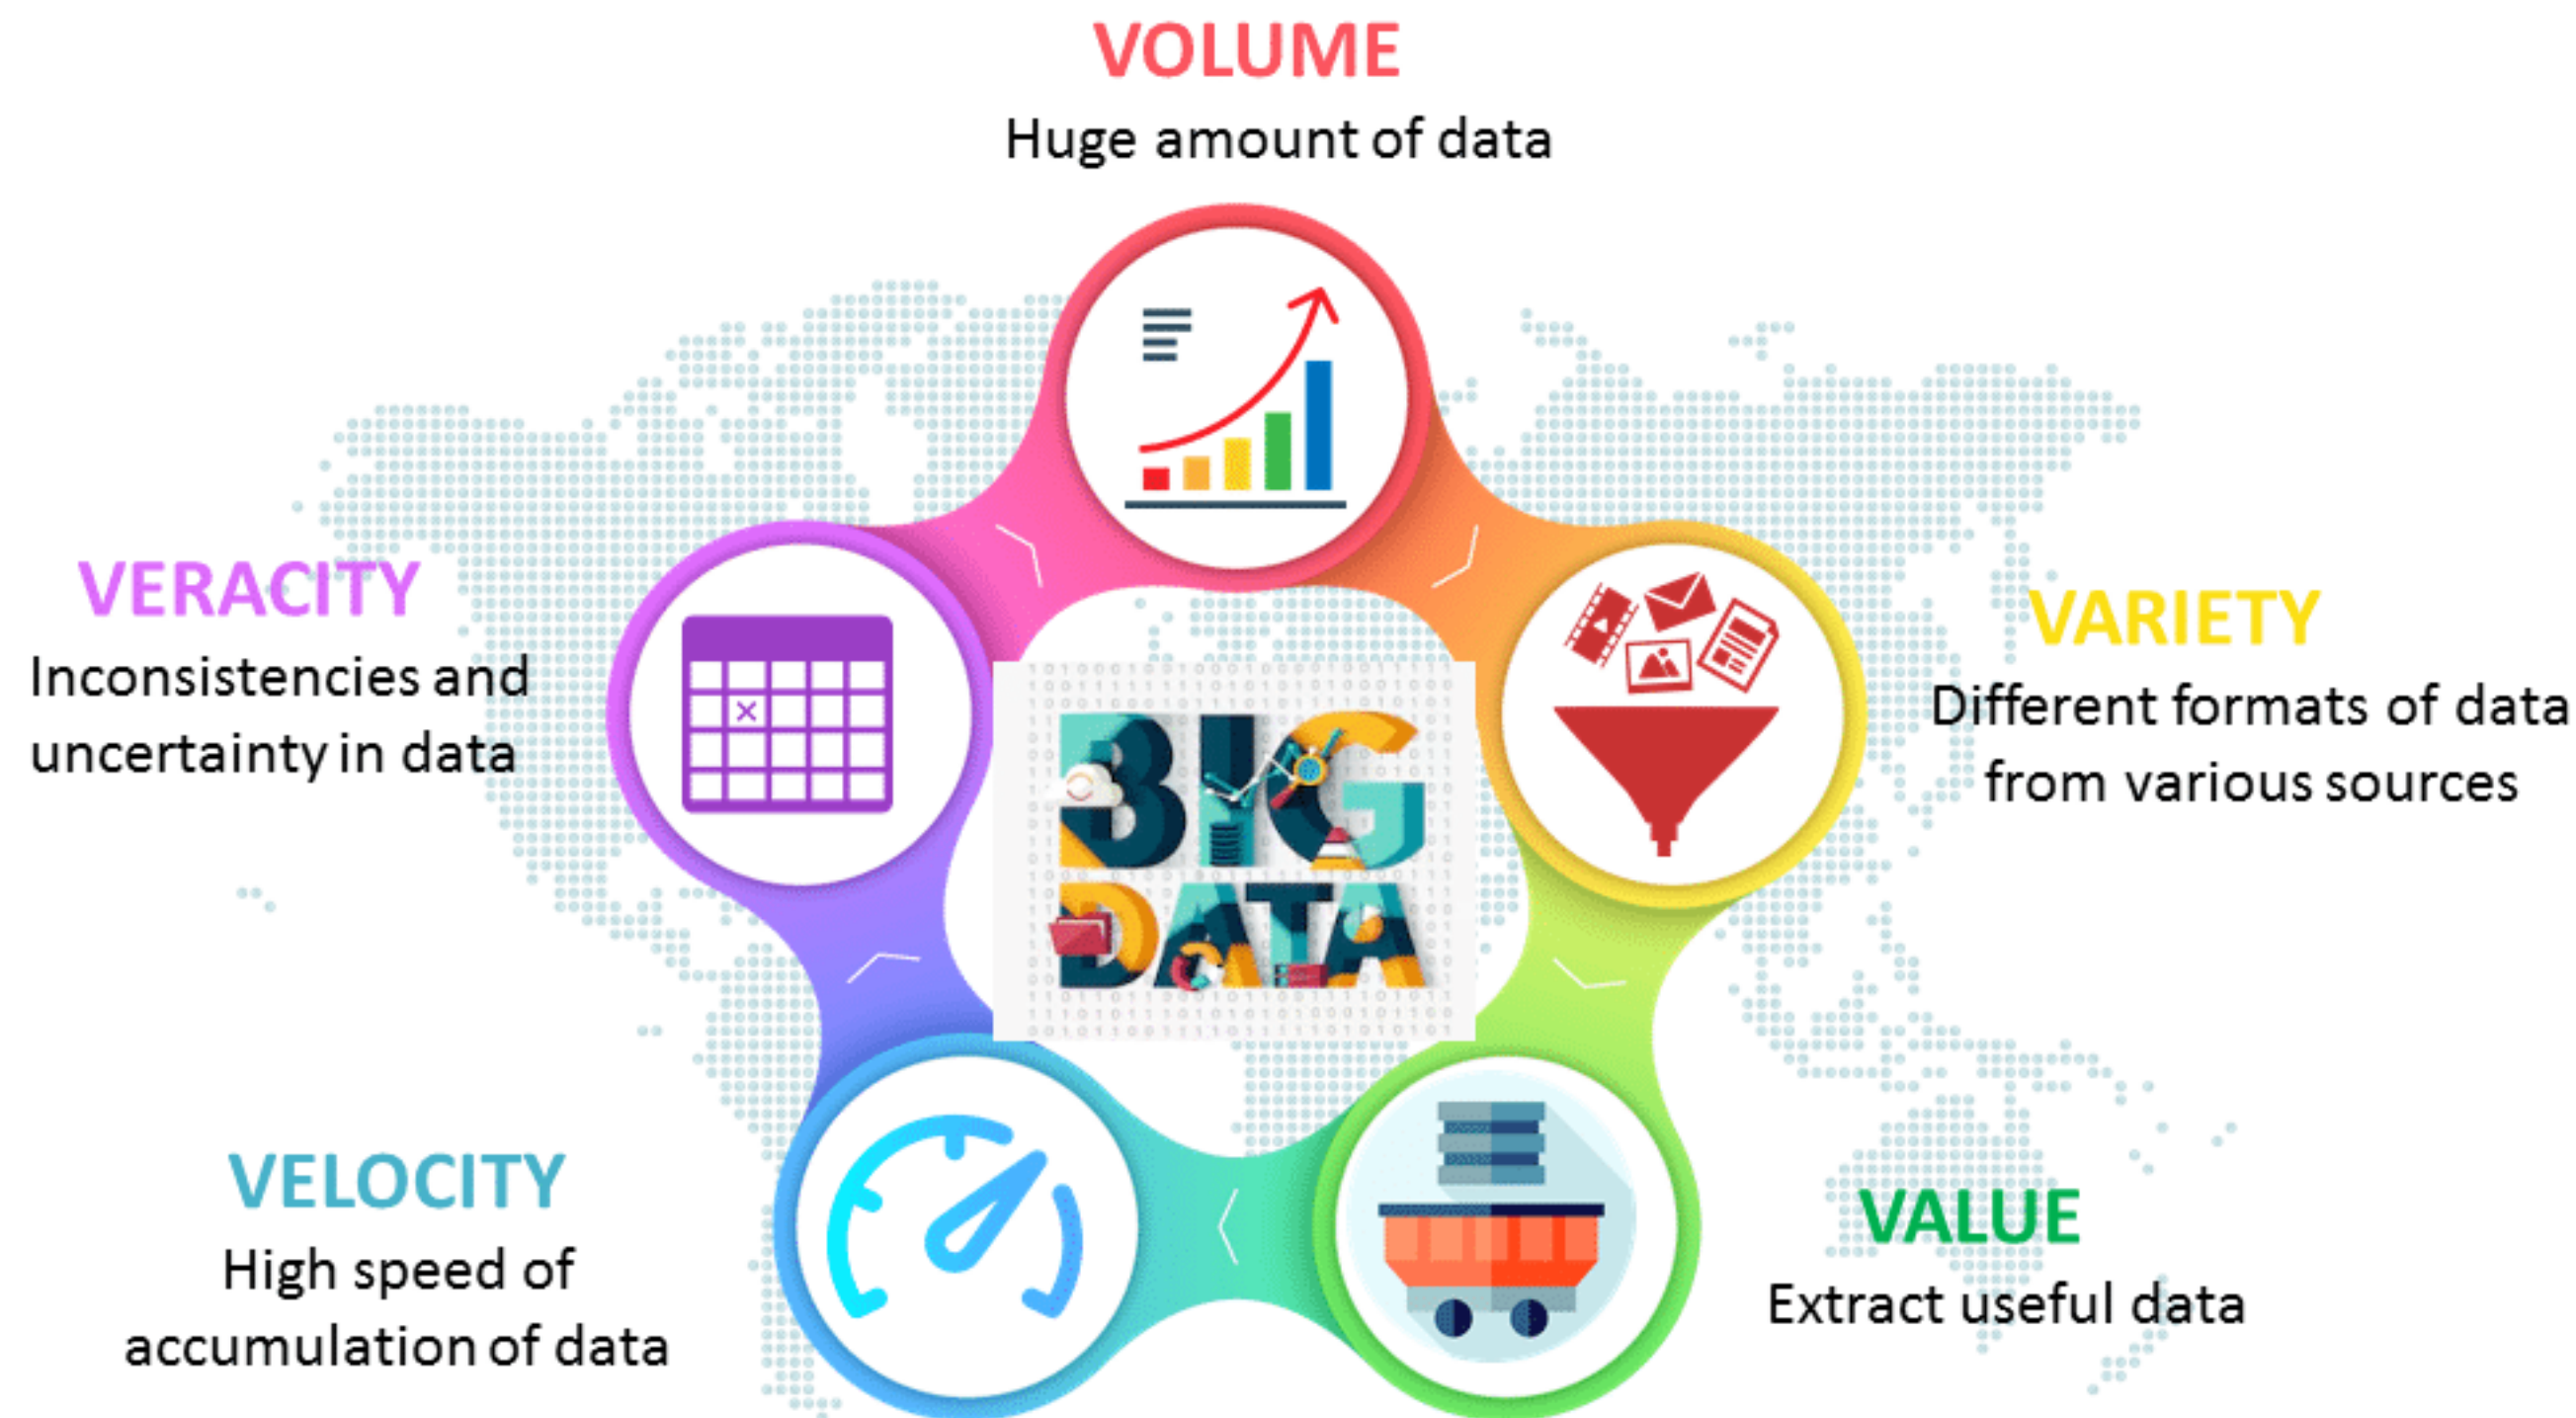 VOLUME
Huge amount of data
VERACITY
Inconsistencies and
uncertainty in data
VARIETY
Different formats of data
from various sources
BIG
DATA
VELOCITY
High speed of
accumulation of data
VALUE
Extract useful data